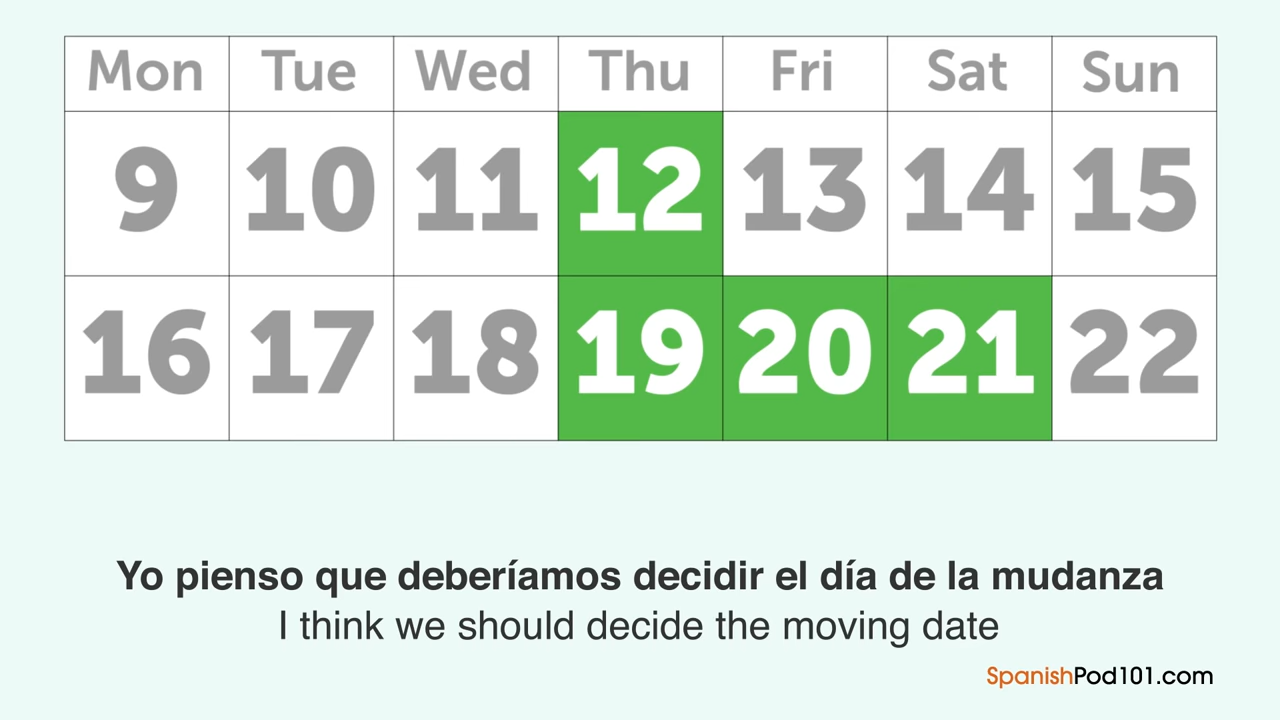 Mon Tue Wed Thu Fri Sat Sun
9 10 11 12 13 14 15
16 17 18 19 20 21 22
Yo pienso que deberíamos decidir el día de la mudanza
I think we should decide the moving date
SpanishPod101.com